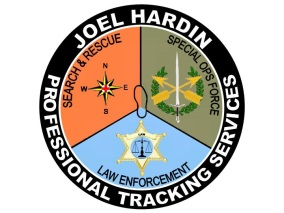 JOEL HARDIN
PROFESSIONAL TRACKING SERVICES
SEARCH & RESCUE
SPECIAL OPS FORCE
LAW ENFORCEMENT
N
W
E
S